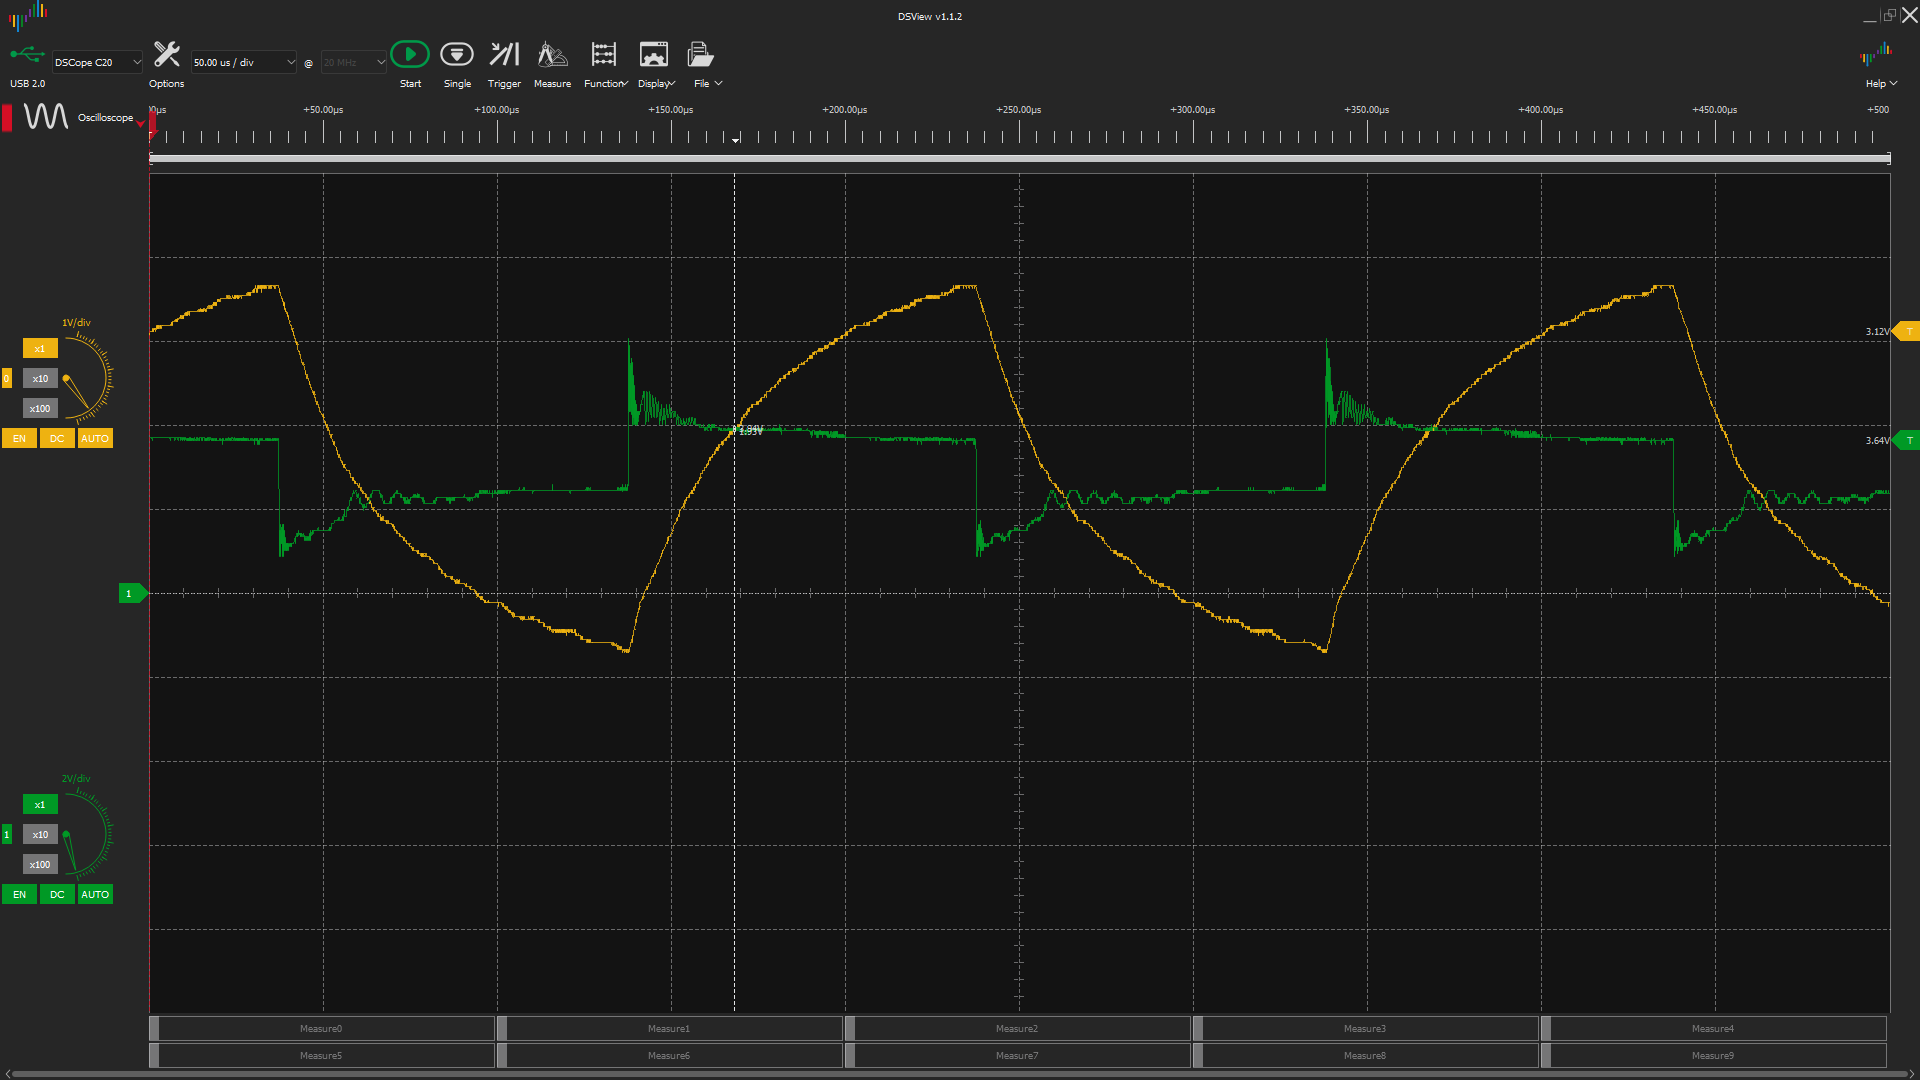 DSView v1.1.2
DSCope C20
50.00 us / div
@
20 MHz
USB 2.0
Options
Start
Single
Trigger
Measure
Function
Display
File
Help
Oscilloscope
+50.00µs
+100.00µs
+150.00µs
+200.00µs
+250.00µs
+300.00µs
+350.00µs
+400.00µs
+450.00µs
+500
1V/div
x1
0
x10
x100
EN
DC
AUTO
3.12V
T
3.64V
T
1
2V/div
x1
1
x10
x100
EN
DC
AUTO
Measure0
Measure1
Measure2
Measure3
Measure4
Measure5
Measure6
Measure7
Measure8
Measure9